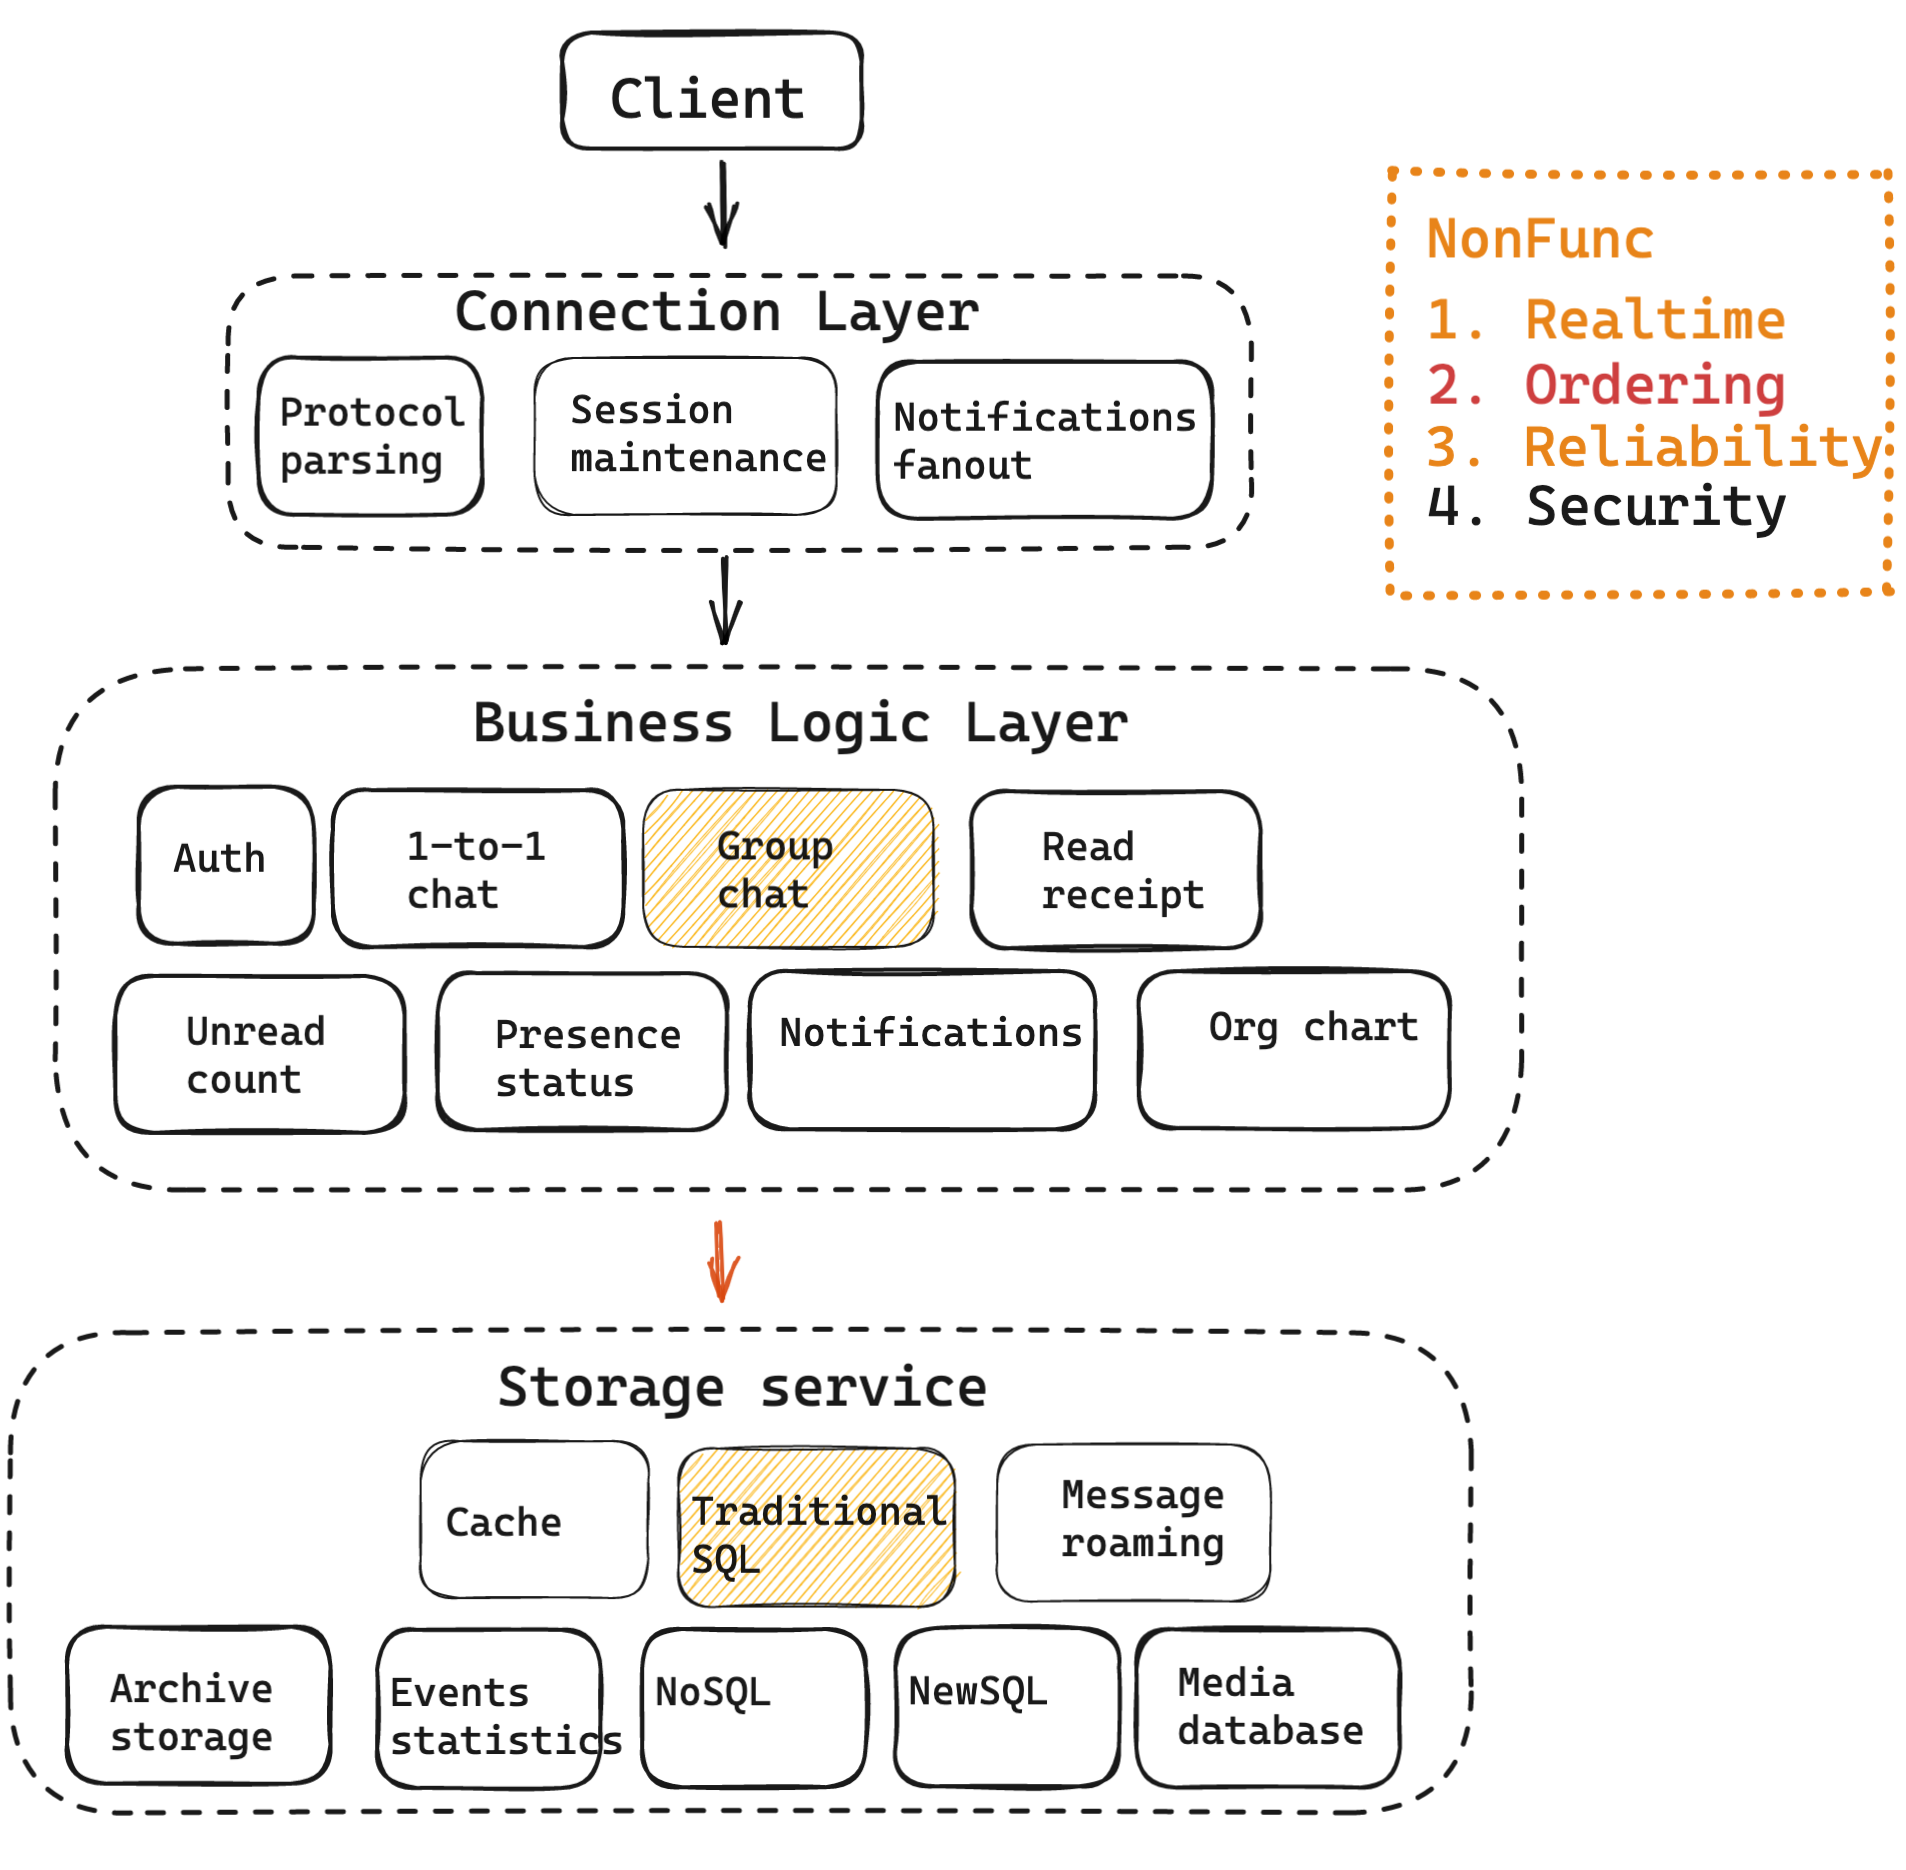 Client
NonFunc
1. Realtime
2. Ordering
3. Reliability
4. Security
Connection Layer
Protocol
parsing
Session
maintenance
Notifications
fanout
Business Logic Layer
Auth
1-to-1
chat
Group
chat
Read
receipt
Unread
count
Presence
status
Notifications
Org chart
Storage service
Cache
Traditional
SQL
Message
roaming
Archive
storage
Events
statistics
NoSQL
NewSQL
Media
database